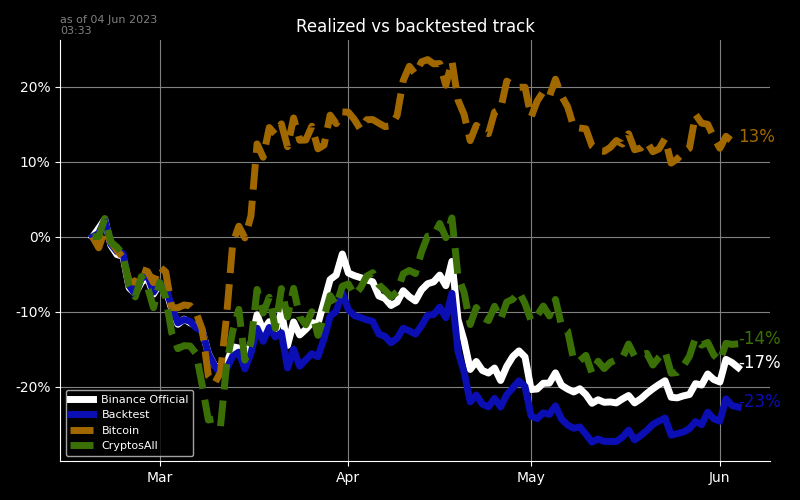 as of 04 Jun 2023
03:33
Realized vs backtested track
20%
10%
0%
-10%
-20%
13%
-14%
-17%
-23%
Binance Official
Backtest
Bitcoin
CryptosAll
Mar
Apr
May
Jun